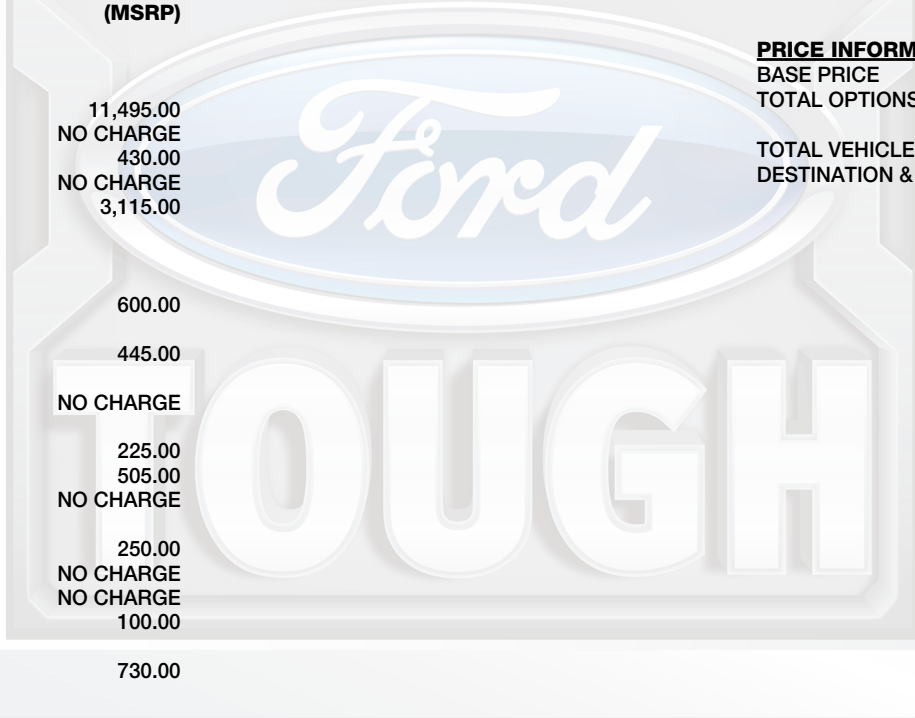 (MSRP)
11,495.00
NO CHARGE
430.00
NO CHARGE
3,115.00
600.00
445.00
NO CHARGE
225.00
505.00
NO CHARGE
250.00
NO CHARGE
NO CHARGE
100.00
730.00
PRICE INFORM
BASE PRICE
TOTAL OPTIONS
TOTAL VEHICLE
DESTINATION &
Ford
TOUGH